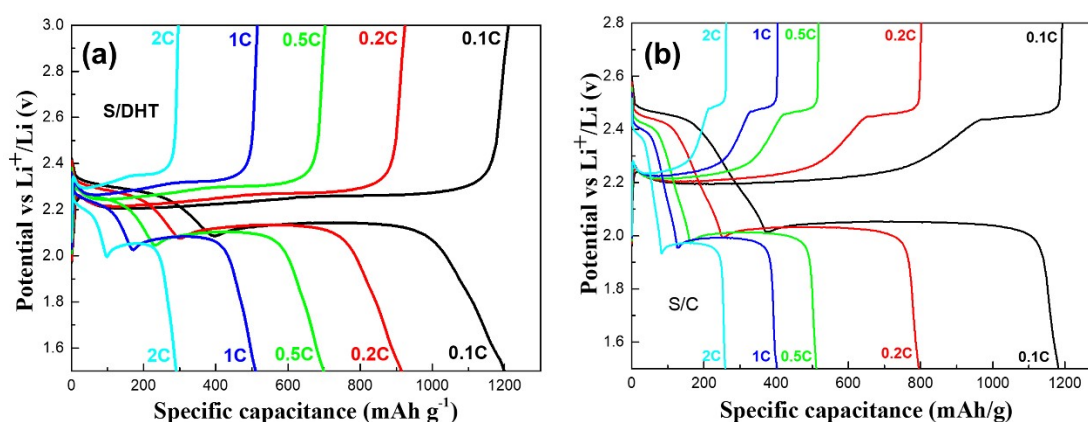 (a)
S/DHT
2C 1C 0.5C 0.2C 0.1C
3.0
2.8
2.6
2.4
2.2
2.0
1.8
1.6
Potential vs Li⁺/Li (v)
2C 1C 0.5C 0.2C 0.1C
0 200 400 600 800 1000 1200
Specific capacitance (mAh g⁻¹)
(b)
2C 1C 0.5C 0.2C 0.1C
2.8
2.6
2.4
2.2
2.0
1.8
1.6
Potential vs Li⁺/Li (v)
S/C
2C 1C 0.5C 0.2C 0.1C
0 200 400 600 800 1000 1200
Specific capacitance (mAh/g)